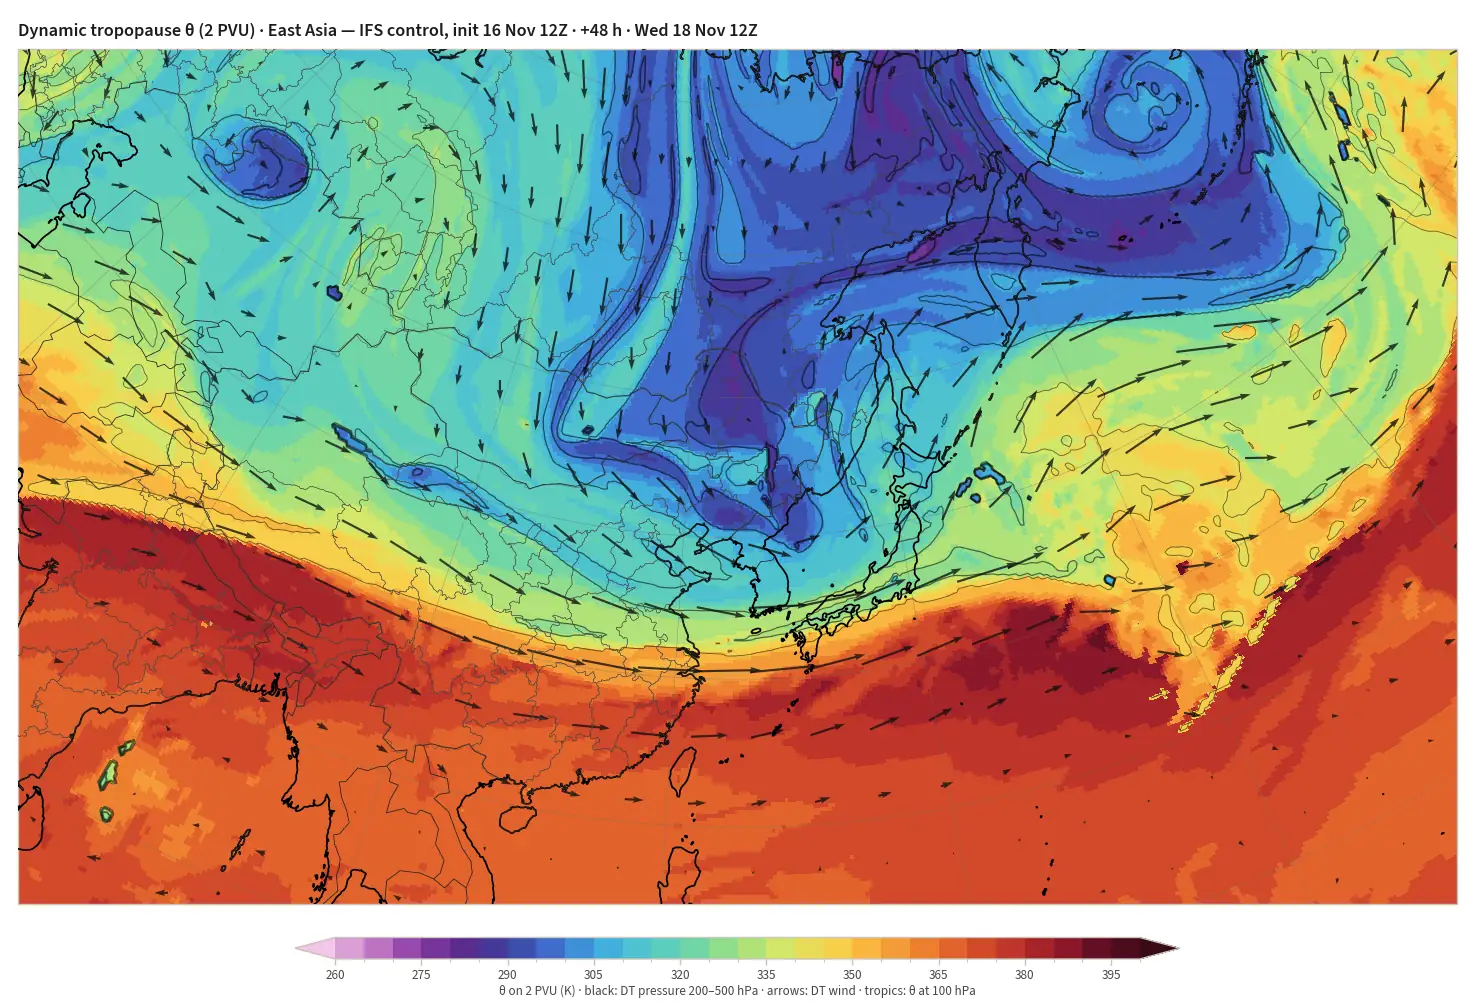 Dynamic tropopause θ (2 PVU) · East Asia — IFS control, init 16 Nov 12Z · +48 h · Wed 18 Nov 12Z
260 275 290 305 320 335 350 365 380 395
θ on 2 PVU (K) · black: DT pressure 200–500 hPa · arrows: DT wind · tropics: θ at 100 hPa